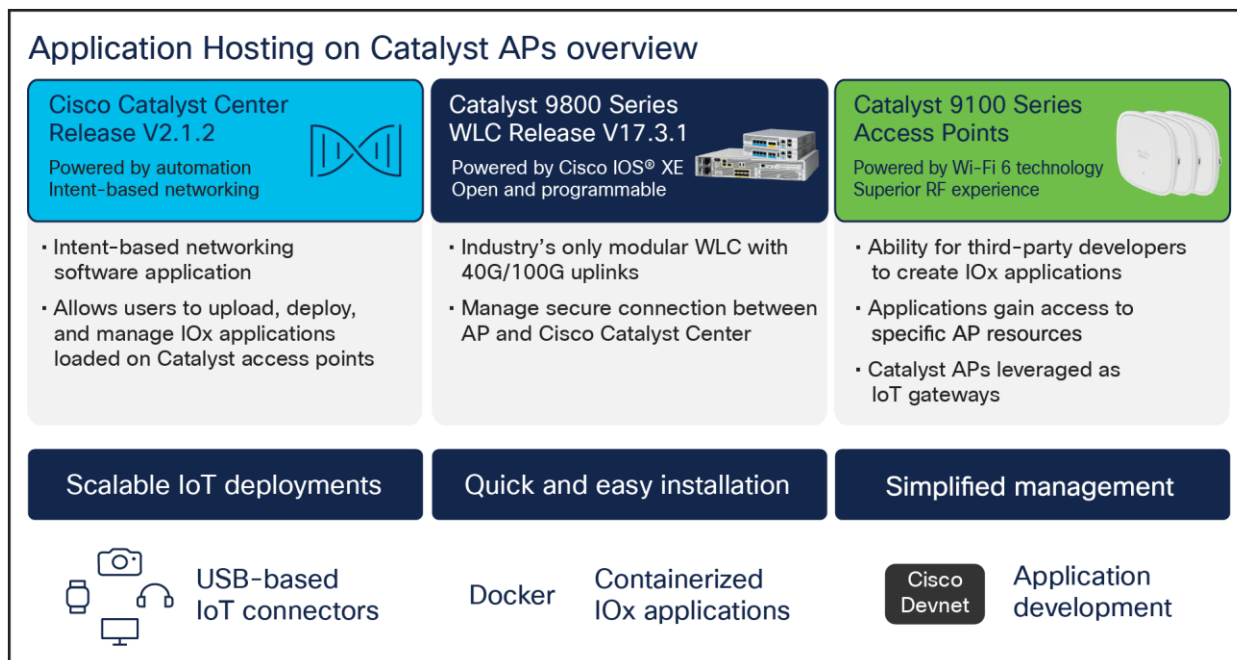 Application Hosting on Catalyst APs overview
Cisco Catalyst Center
Release V2.1.2
Powered by automation
Intent-based networking
Catalyst 9800 Series
WLC Release V17.3.1
Powered by Cisco IOS® XE
Open and programmable
Catalyst 9100 Series
Access Points
Powered by Wi-Fi 6 technology
Superior RF experience
· Intent-based networking
software application
· Allows users to upload, deploy,
and manage IOx applications
loaded on Catalyst access points
· Industry's only modular WLC with
40G/100G uplinks
· Manage secure connection between
AP and Cisco Catalyst Center
· Ability for third-party developers
to create IOx applications
· Applications gain access to
specific AP resources
· Catalyst APs leveraged as
IoT gateways
Scalable IoT deployments
Quick and easy installation
Simplified management
USB-based
IoT connectors
Docker
Containerized
IOx applications
Cisco
Devnet
Application
development